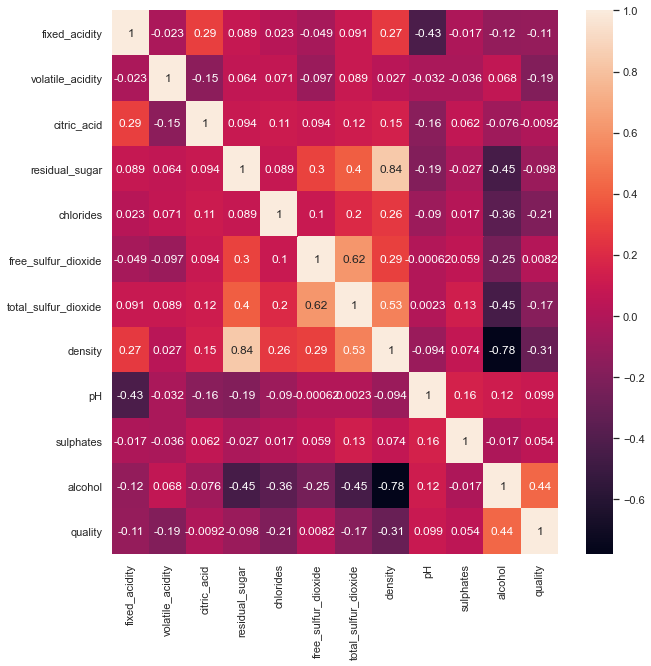 fixed_acidity 1 -0.023 0.29 0.089 0.023 -0.049 0.091 0.27 -0.43 -0.017 -0.12 -0.11
volatile_acidity -0.023 1 -0.15 0.064 0.071 -0.097 0.089 0.027 -0.032 -0.036 0.068 -0.19
citric_acid 0.29 -0.15 1 0.094 0.11 0.094 0.12 0.15 -0.16 0.062 -0.076 -0.0092
residual_sugar 0.089 0.064 0.094 1 0.089 0.3 0.4 0.84 -0.19 -0.027 -0.45 -0.098
chlorides 0.023 0.071 0.11 0.089 1 0.1 0.2 0.26 -0.09 0.017 -0.36 -0.21
free_sulfur_dioxide -0.049 -0.097 0.094 0.3 0.1 1 0.62 0.29 -0.00062 0.059 -0.25 0.0082
total_sulfur_dioxide 0.091 0.089 0.12 0.4 0.2 0.62 1 0.53 0.0023 0.13 -0.45 -0.17
density 0.27 0.027 0.15 0.84 0.26 0.29 0.53 1 -0.094 0.074 -0.78 -0.31
pH -0.43 -0.032 -0.16 -0.19 -0.09 -0.00062 0.0023 -0.094 1 0.16 0.12 0.099
sulphates -0.017 -0.036 0.062 -0.027 0.017 0.059 0.13 0.074 0.16 1 -0.017 0.054
alcohol -0.12 0.068 -0.076 -0.45 -0.36 -0.25 -0.45 -0.78 0.12 -0.017 1 0.44
quality -0.11 -0.19 -0.0092 -0.098 -0.21 0.0082 -0.17 -0.31 0.099 0.054 0.44 1
fixed_acidity
volatile_acidity
citric_acid
residual_sugar
chlorides
free_sulfur_dioxide
total_sulfur_dioxide
density
pH
sulphates
alcohol
quality
1.0
0.8
0.6
0.4
0.2
0.0
−0.2
−0.4
−0.6